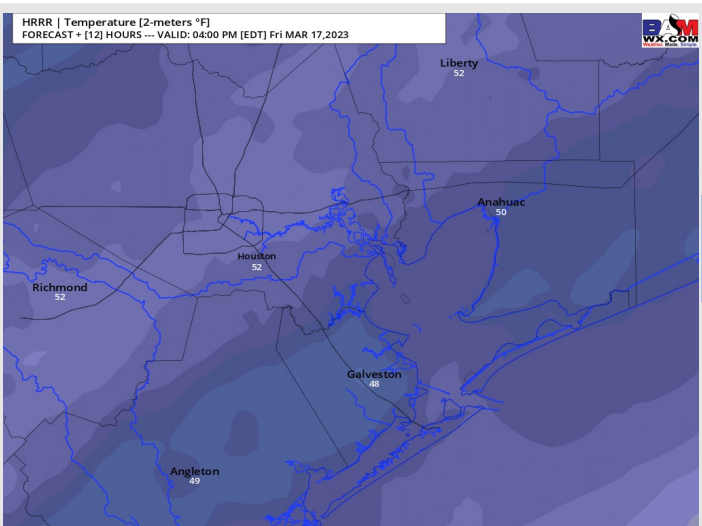 HRRR | Temperature [2-meters °F]
FORECAST + [12] HOURS --- VALID: 04:00 PM [EDT] Fri MAR 17,2023
BAM
WX.COM
Weather. Made. Simple.
Liberty
52
Anahuac
50
Houston
52
Richmond
52
Galveston
48
Angleton
49